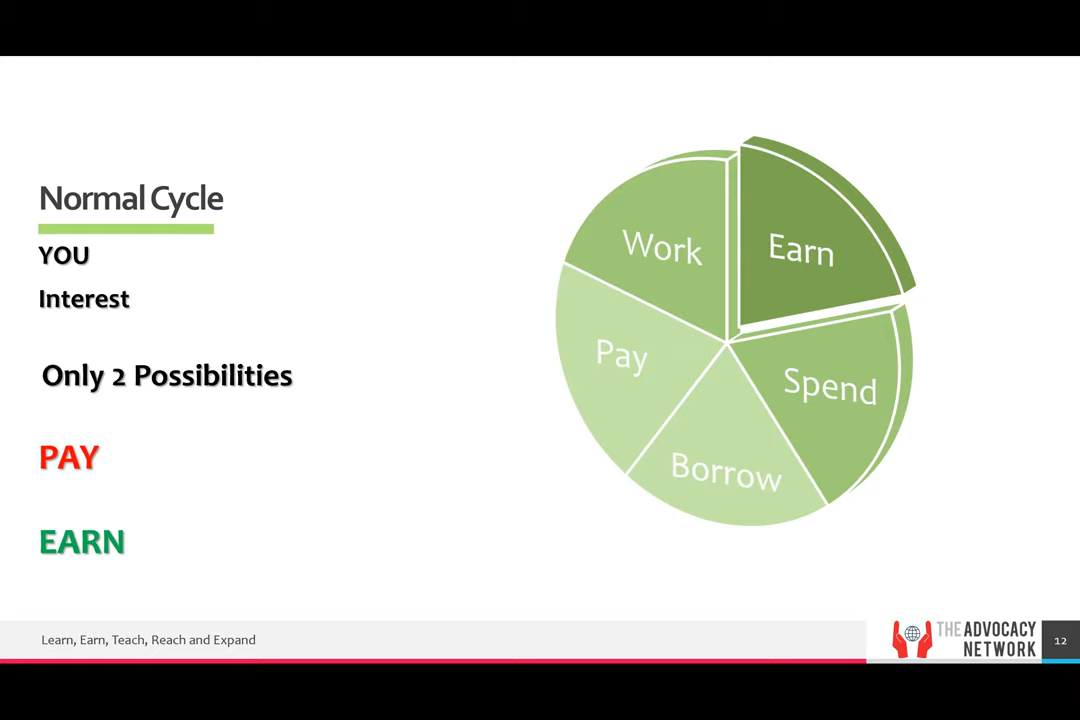 Normal Cycle
YOU
Interest
Only 2 Possibilities
PAY
EARN
Work
Earn
Pay
Spend
Borrow
Learn, Earn, Teach, Reach and Expand
THE ADVOCACY
NETWORK
12